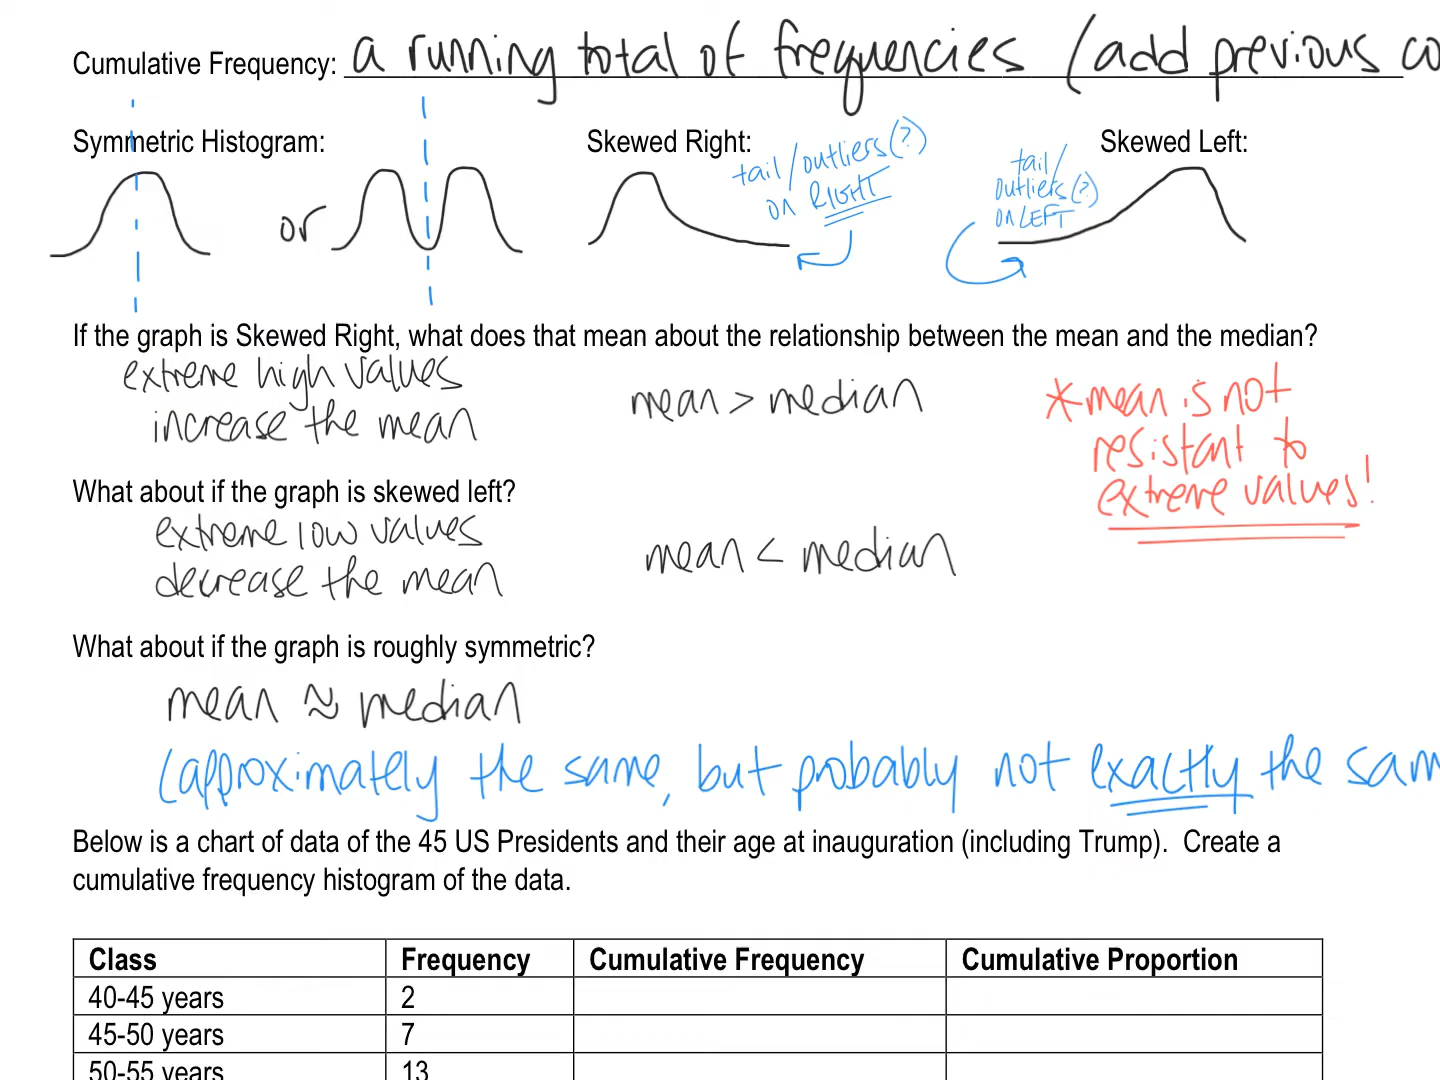 Cumulative Frequency: a running total of frequencies (add previous co
Symmetric Histogram: Skewed Right: Skewed Left:
tail/outliers(?)
on RIGHT
tail/
outliers(?)
on LEFT
or
If the graph is Skewed Right, what does that mean about the relationship between the mean and the median?
extreme high values
increase the mean
mean > median
*mean is not
resistant to
extreme values!
What about if the graph is skewed left?
extreme low values
decrease the mean
mean < median
What about if the graph is roughly symmetric?
mean ≈ median
(approximately the same, but probably not exactly the sam
Below is a chart of data of the 45 US Presidents and their age at inauguration (including Trump). Create a
cumulative frequency histogram of the data.
Class Frequency Cumulative Frequency Cumulative Proportion
40-45 years 2
45-50 years 7
50-55 years 13